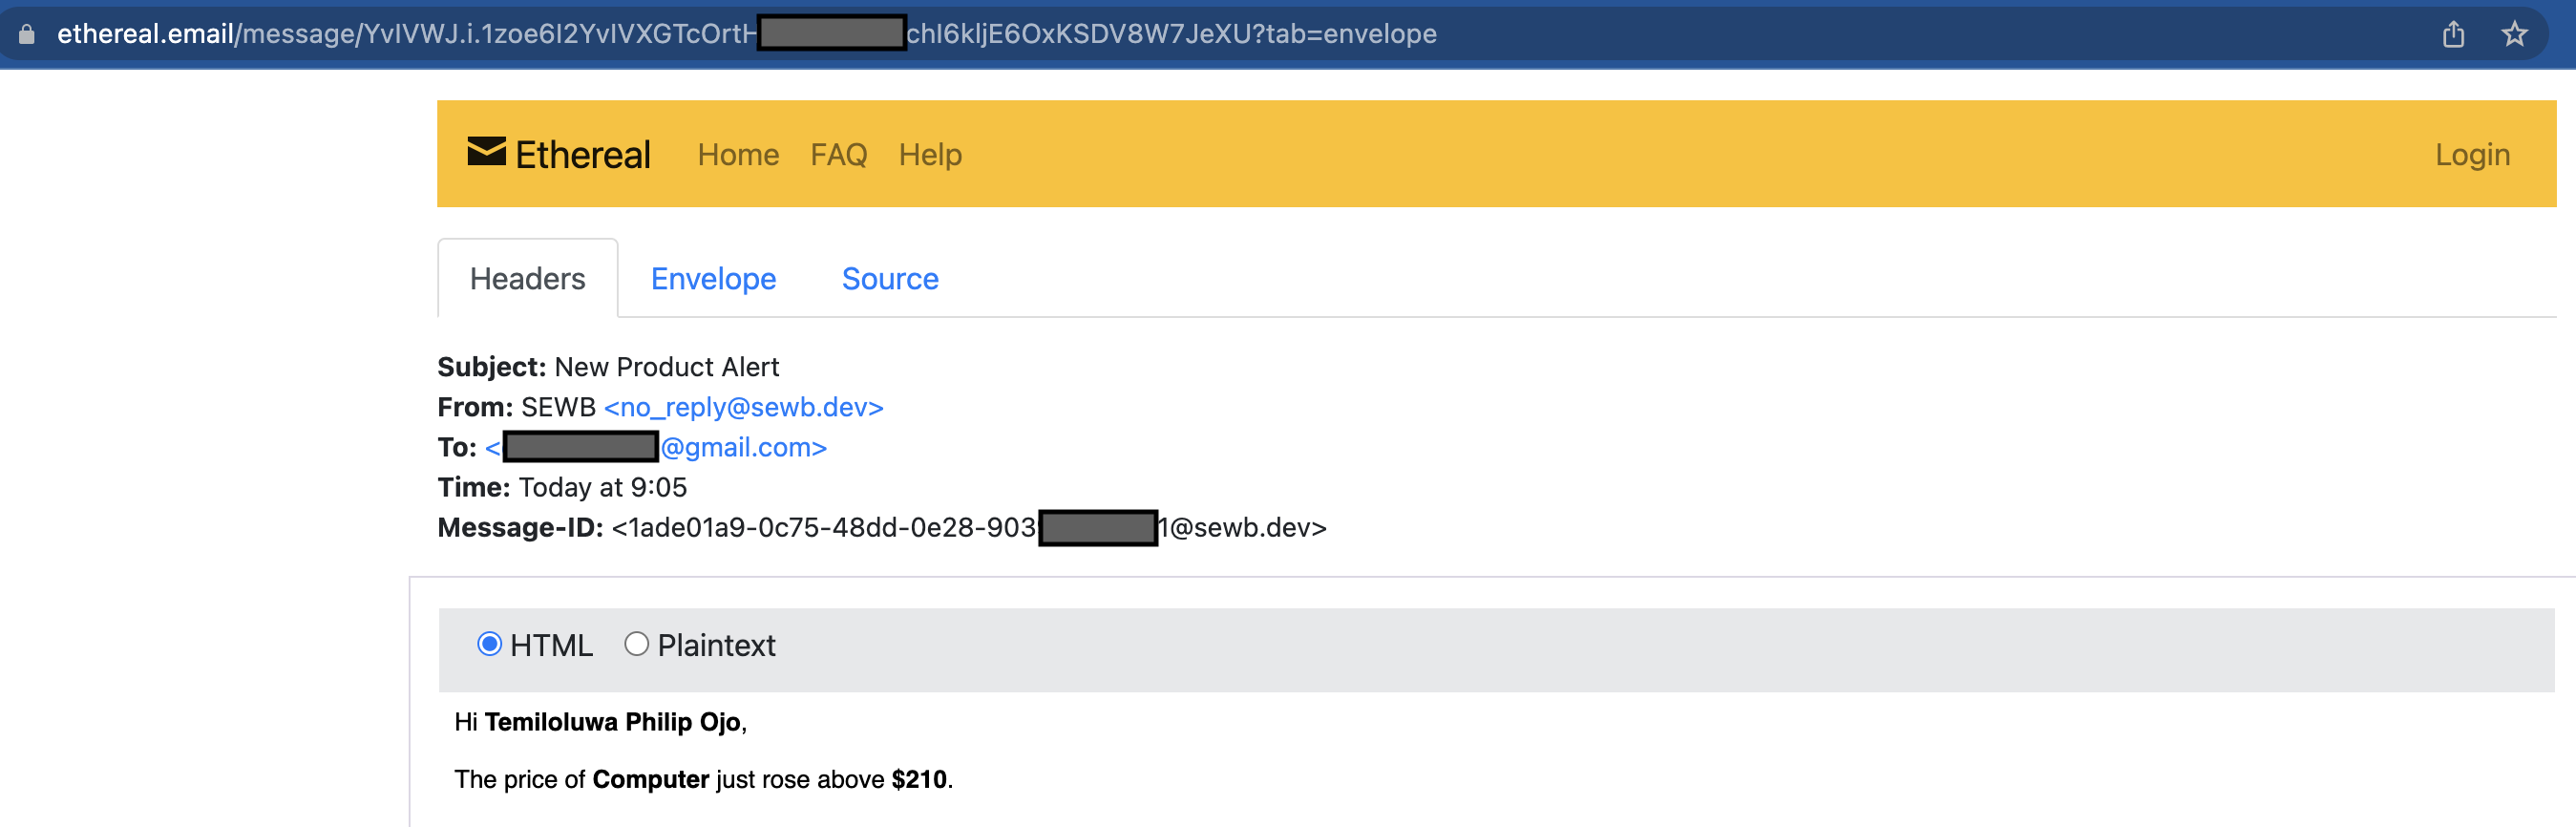 ethereal.email/message/YvIVWJ.i.1zoe6I2YvIVXGTcOrtH chI6kljE6OxKSDV8W7JeXU?tab=envelope
Ethereal Home FAQ Help Login
Headers Envelope Source
Subject: New Product Alert
From: SEWB <no_reply@sewb.dev>
To: < @gmail.com>
Time: Today at 9:05
Message-ID: <1ade01a9-0c75-48dd-0e28-903 1@sewb.dev>
HTML Plaintext
Hi Temiloluwa Philip Ojo,
The price of Computer just rose above $210.